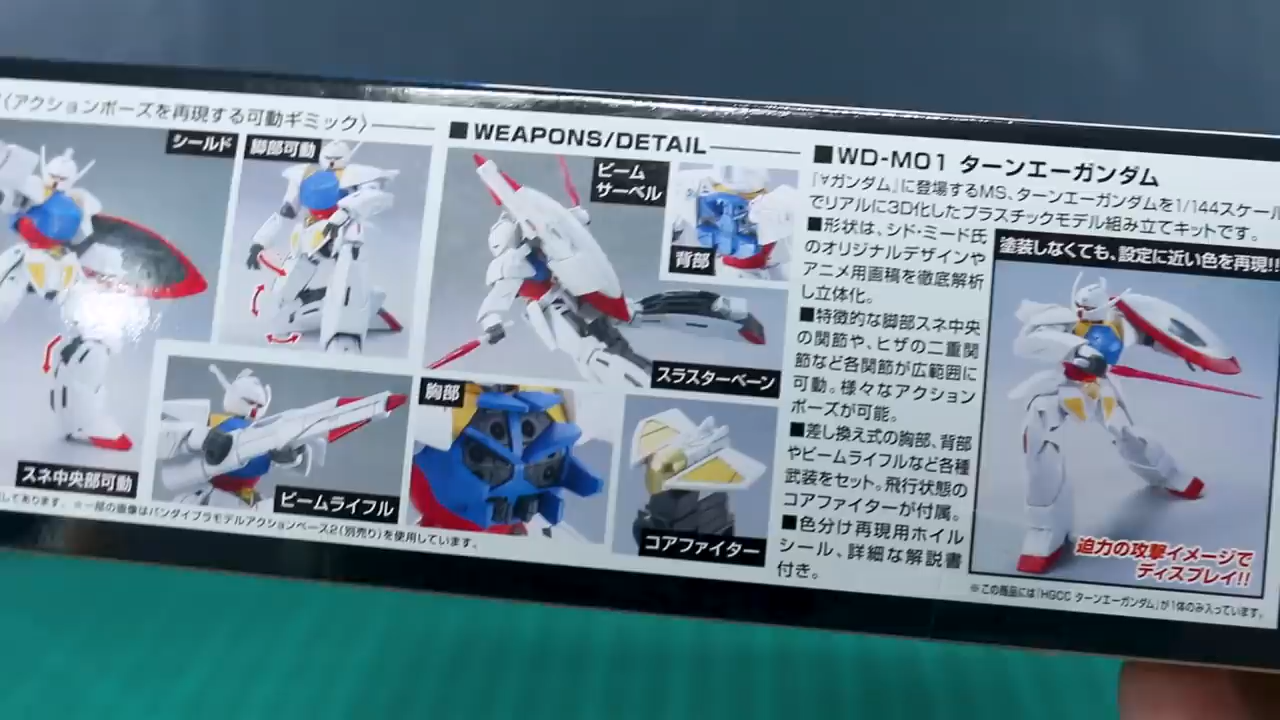 〈アクションポーズを再現する可動ギミック〉
シールド
脚部可動
スネ中央部可動
ビームライフル
してあります。 ※一部の画像はバンダイプラモデルアクションベース2(別売り)を使用しています。
■WEAPONS/DETAIL
ビーム
サーベル
背部
スラスターベーン
胸部
コアファイター
■WD-M01 ターンエーガンダム
「∀ガンダム」に登場するMS、ターンエーガンダムを1/144スケール
でリアルに3D化したプラスチックモデル組み立てキットです。
■形状は、シド・ミード氏
のオリジナルデザインや
アニメ用画稿を徹底解析
し立体化。
■特徴的な脚部スネ中央
の関節や、ヒザの二重関
節など各関節が広範囲に
可動。様々なアクション
ポーズが可能。
■差し換え式の胸部、背部
やビームライフルなど各種
武装をセット。飛行状態の
コアファイターが付属。
■色分け再現用ホイル
シール、詳細な解説書
付き。
塗装しなくても、設定に近い色を再現!!
迫力の攻撃イメージで
ディスプレイ!!
※この商品には「HGCC ターンエーガンダム」が1体のみ入っています。